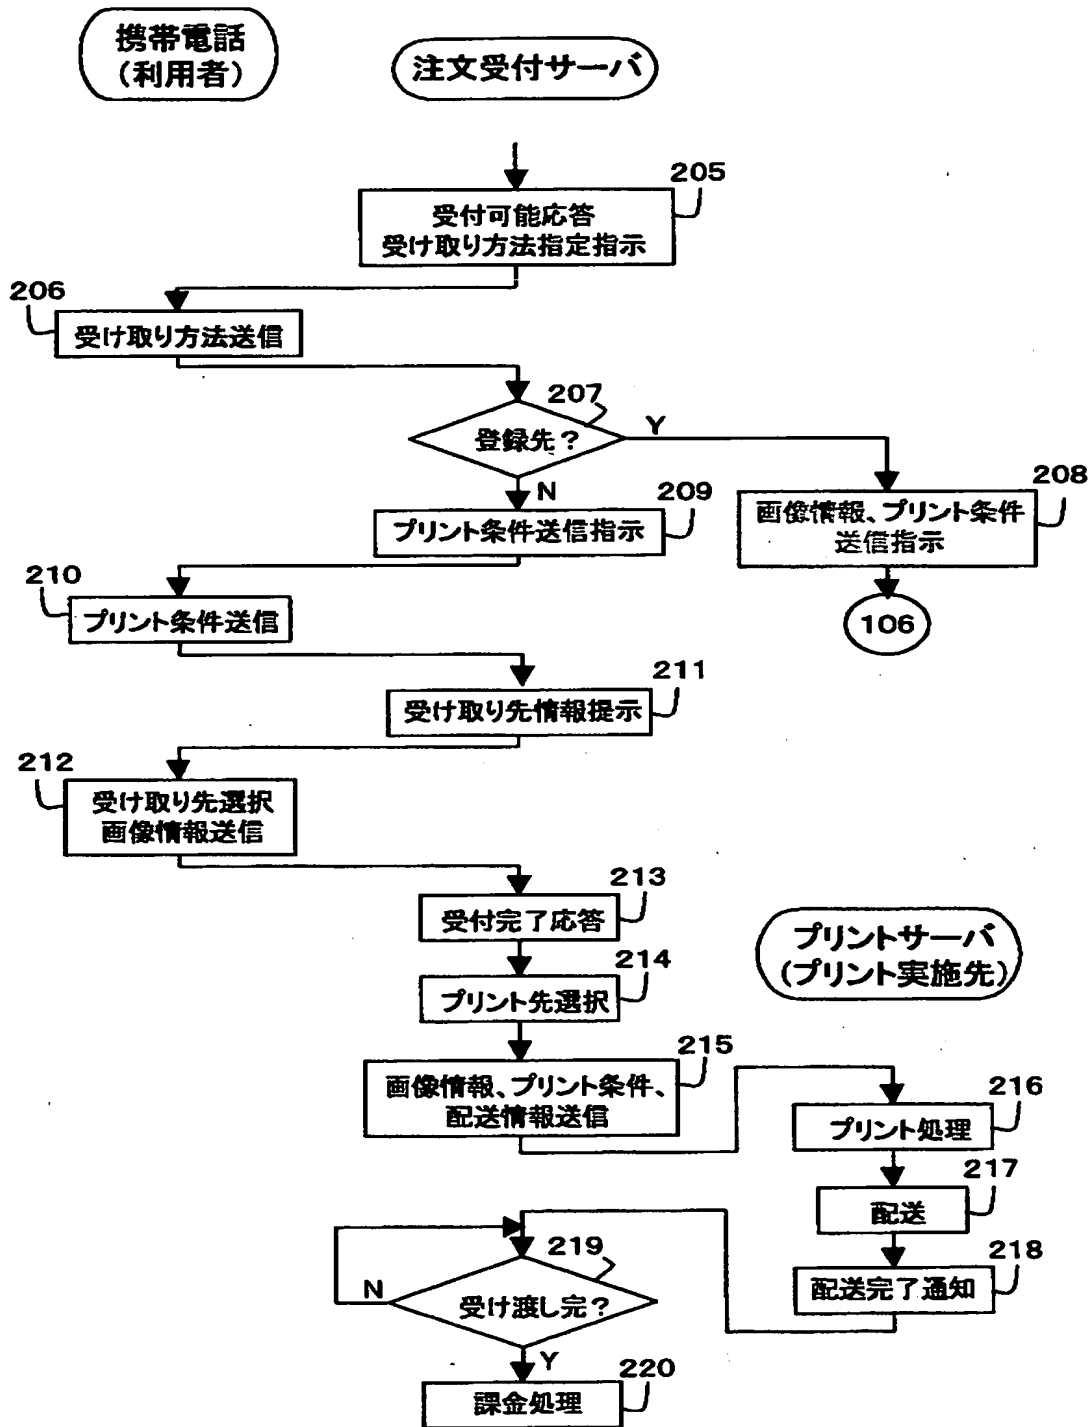 携帯電話
(利用者)
注文受付サーバ
205
受付可能応答
受け取り方法指定指示
206
受け取り方法送信
207
登録先？
Y
N
208
画像情報、プリント条件
送信指示
106
209
プリント条件送信指示
210
プリント条件送信
211
受け取り先情報提示
212
受け取り先選択
画像情報送信
213
受付完了応答
プリントサーバ
(プリント実施先)
214
プリント先選択
215
画像情報、プリント条件、
配送情報送信
216
プリント処理
217
配送
218
配送完了通知
219
受け渡し完？
N
Y
220
課金処理